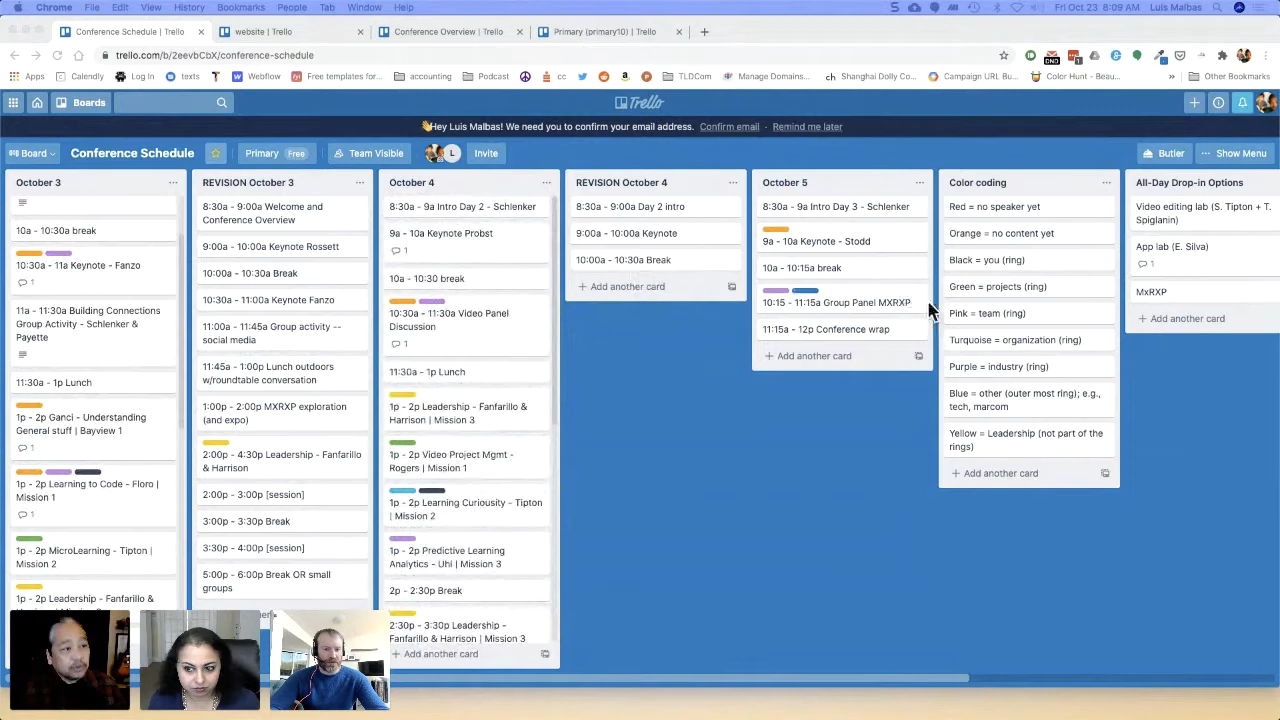 Chrome File Edit View History Bookmarks People Tab Window Help
Fri Oct 23 8:09 AM Luis Malbas
Conference Schedule | Trello
website | Trello
Conference Overview | Trello
Primary (primary10) | Trello
trello.com/b/ZeevbCbX/conference-schedule
Apps Calendly Log In texts Webflow Free templates for... accounting Podcast cc TLDCom Manage Domains... Shanghai Dolly Co... Campaign URL Bu... Color Hunt - Beau... » Other Bookmarks
DND
Boards
Trello
Hey Luis Malbas! We need you to confirm your email address. Confirm email · Remind me later
Board Conference Schedule Primary Free Team Visible L Invite Butler ··· Show Menu
October 3
10a - 10:30a break
10:30a - 11a Keynote - Fanzo
1
11a - 11:30a Building Connections
Group Activity - Schlenker &
Payette
11:30a - 1p Lunch
1p - 2p Ganci - Understanding
General stuff | Bayview 1
1
1p - 2p Learning to Code - Floro |
Mission 1
1
1p - 2p MicroLearning - Tipton |
Mission 2
1p - 2p Leadership - Fanfarillo &
REVISION October 3
8:30a - 9:00a Welcome and
Conference Overview
9:00a - 10:00a Keynote Rossett
10:00a - 10:30a Break
10:30a - 11:00a Keynote Fanzo
11:00a - 11:45a Group activity --
social media
11:45a - 1:00p Lunch outdoors
w/roundtable conversation
1:00p - 2:00p MXRXP exploration
(and expo)
2:00p - 4:30p Leadership - Fanfarillo
& Harrison
2:00p - 3:00p [session]
3:00p - 3:30p Break
3:30p - 4:00p [session]
5:00p - 6:00p Break OR small
groups
October 4
8:30a - 9a Intro Day 2 - Schlenker
9a - 10a Keynote Probst
1
10a - 10:30 break
10:30a - 11:30a Video Panel
Discussion
1
11:30a - 1p Lunch
1p - 2p Leadership - Fanfarillo &
Harrison | Mission 3
1p - 2p Video Project Mgmt -
Rogers | Mission 1
1p - 2p Learning Curiousity - Tipton
| Mission 2
1p - 2p Predictive Learning
Analytics - Uhl | Mission 3
2p - 2:30p Break
2:30p - 3:30p Leadership -
Fanfarillo & Harrison | Mission 3
+ Add another card
REVISION October 4
8:30a - 9:00a Day 2 intro
9:00a - 10:00a Keynote
10:00a - 10:30a Break
+ Add another card
October 5
8:30a - 9a Intro Day 3 - Schlenker
9a - 10a Keynote - Stodd
10a - 10:15a break
10:15 - 11:15a Group Panel MXRXP
11:15a - 12p Conference wrap
+ Add another card
Color coding
Red = no speaker yet
Orange = no content yet
Black = you (ring)
Green = projects (ring)
Pink = team (ring)
Turquoise = organization (ring)
Purple = industry (ring)
Blue = other (outer most ring); e.g.,
tech, marcom
Yellow = Leadership (not part of the
rings)
+ Add another card
All-Day Drop-in Options
Video editing lab (S. Tipton + T.
Spiglanin)
App lab (E. Silva)
1
MxRXP
+ Add another card